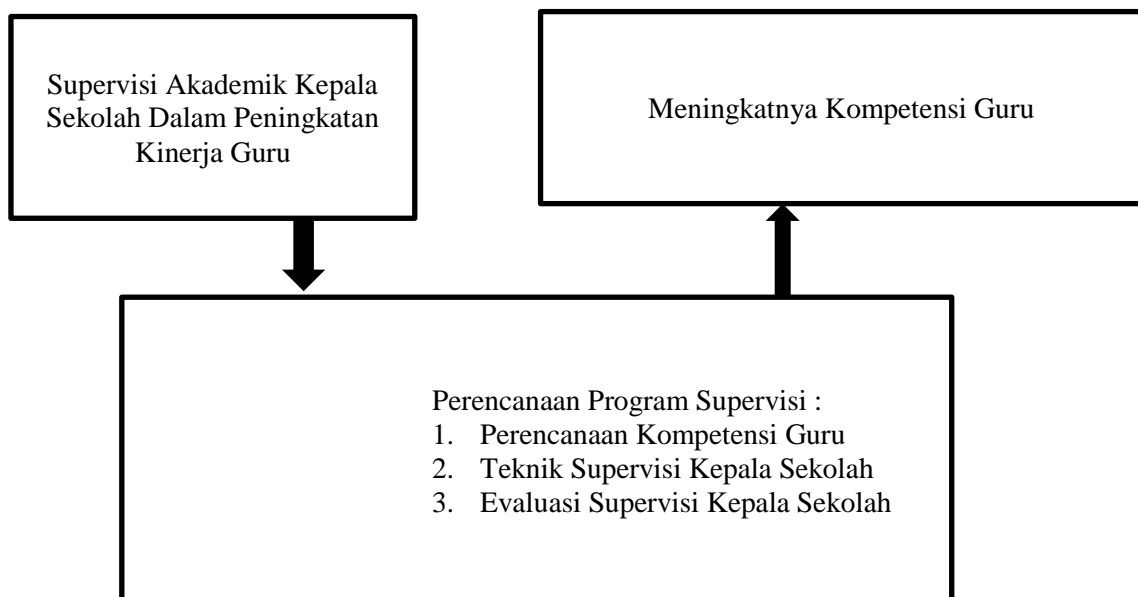 Supervisi Akademik Kepala
Sekolah Dalam Peningkatan
Kinerja Guru
Meningkatnya Kompetensi Guru
Perencanaan Program Supervisi :
1. Perencanaan Kompetensi Guru
2. Teknik Supervisi Kepala Sekolah
3. Evaluasi Supervisi Kepala Sekolah